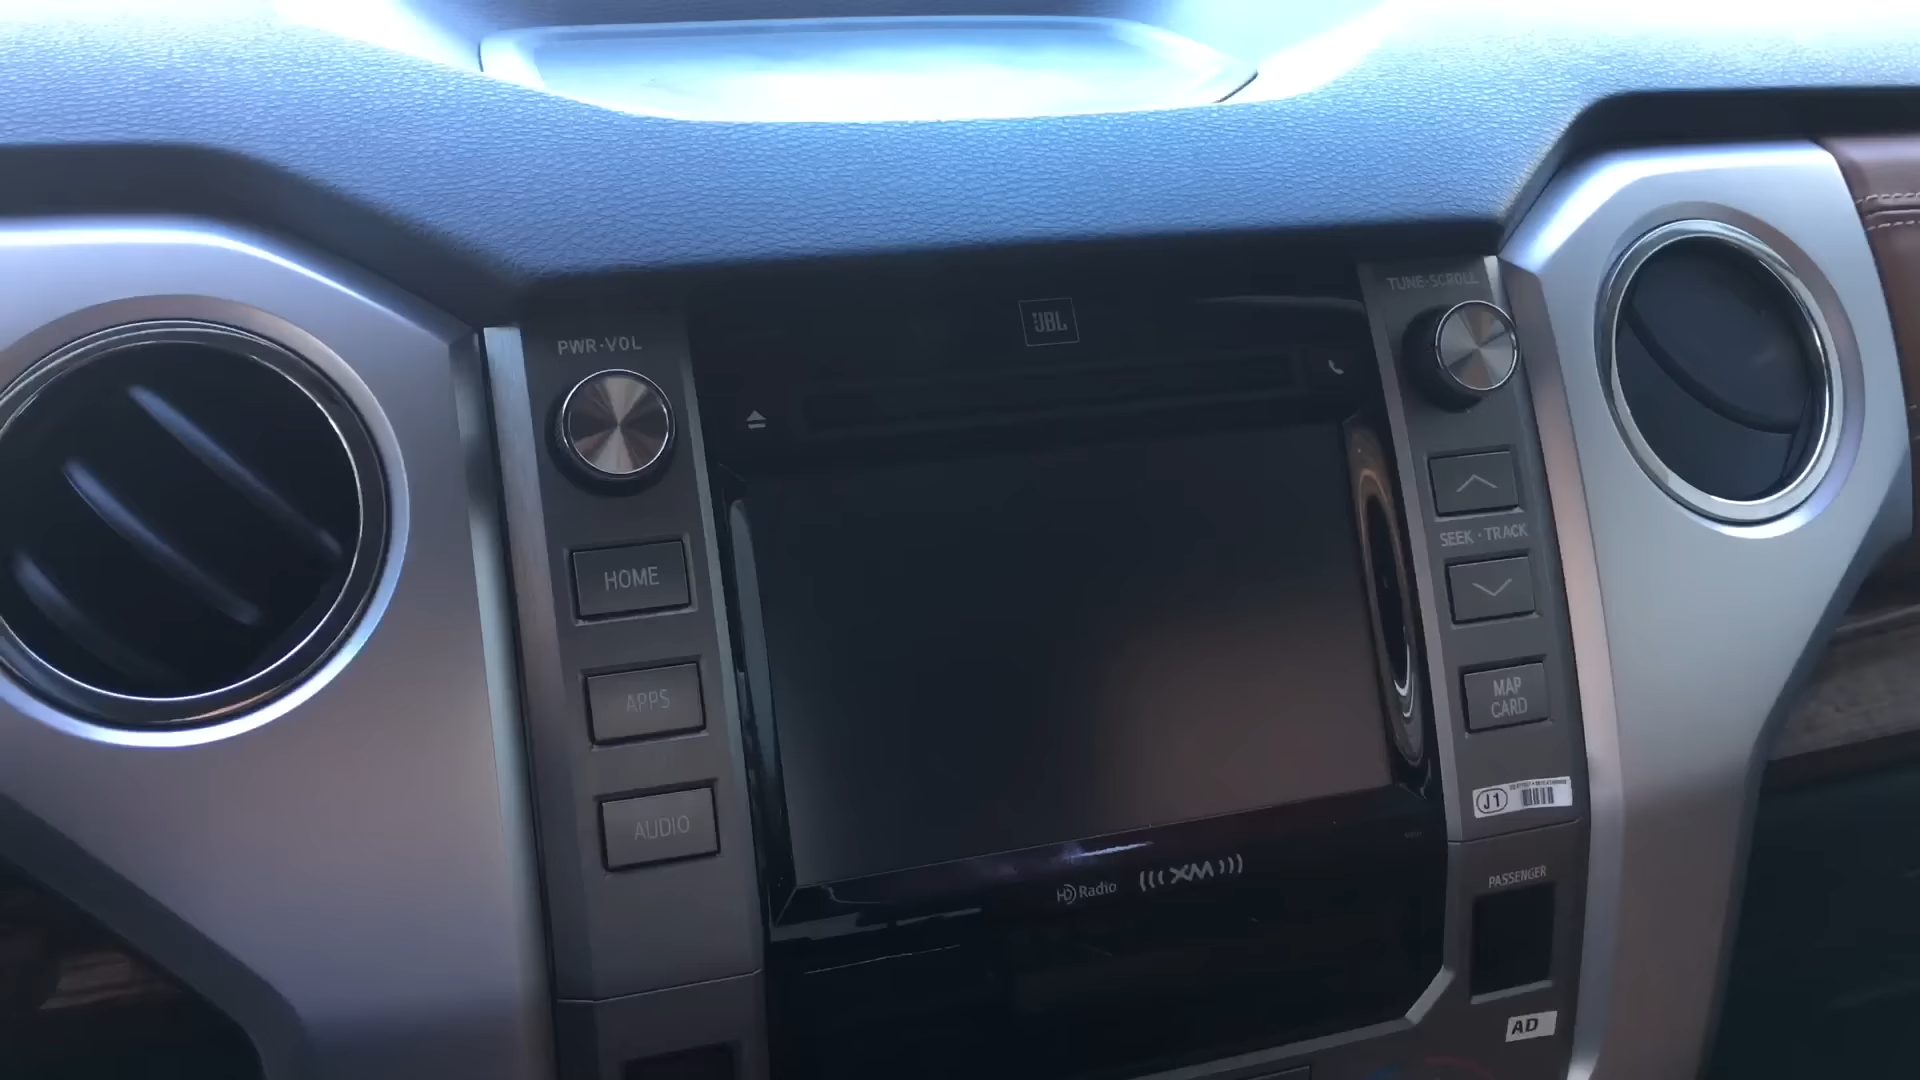 TUNE·SCROLL
JBL
PWR·VOL
HOME
SEEK · TRACK
APPS
MAP
CARD
J1
AUDIO
HD Radio
(((XM)))
PASSENGER
AD